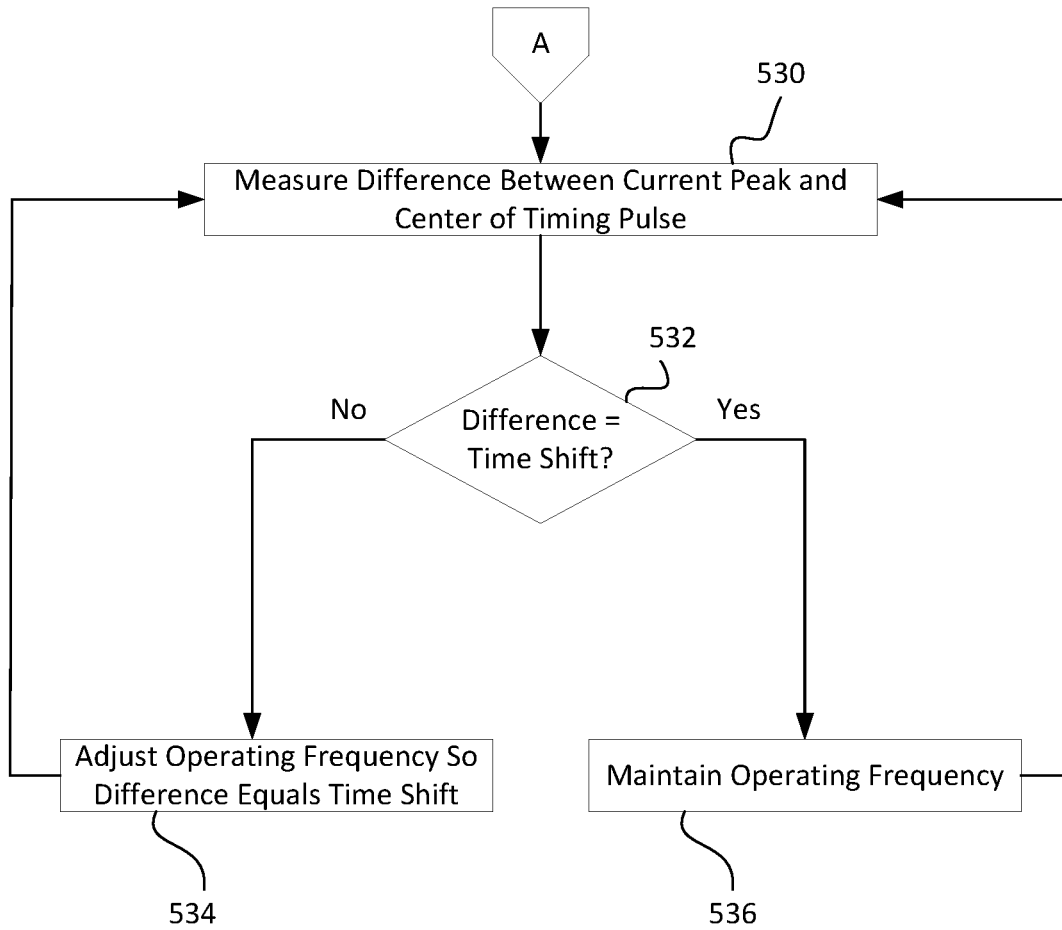 A
530
Measure Difference Between Current Peak and
Center of Timing Pulse
532
No
Difference =
Time Shift?
Yes
Adjust Operating Frequency So
Difference Equals Time Shift
Maintain Operating Frequency
534
536